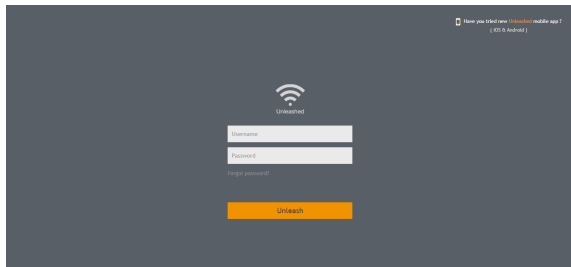 Have you tried new Unleashed mobile app ?
( iOS & Android )
Unleashed
Username
Password
Forgot password?
Unleash